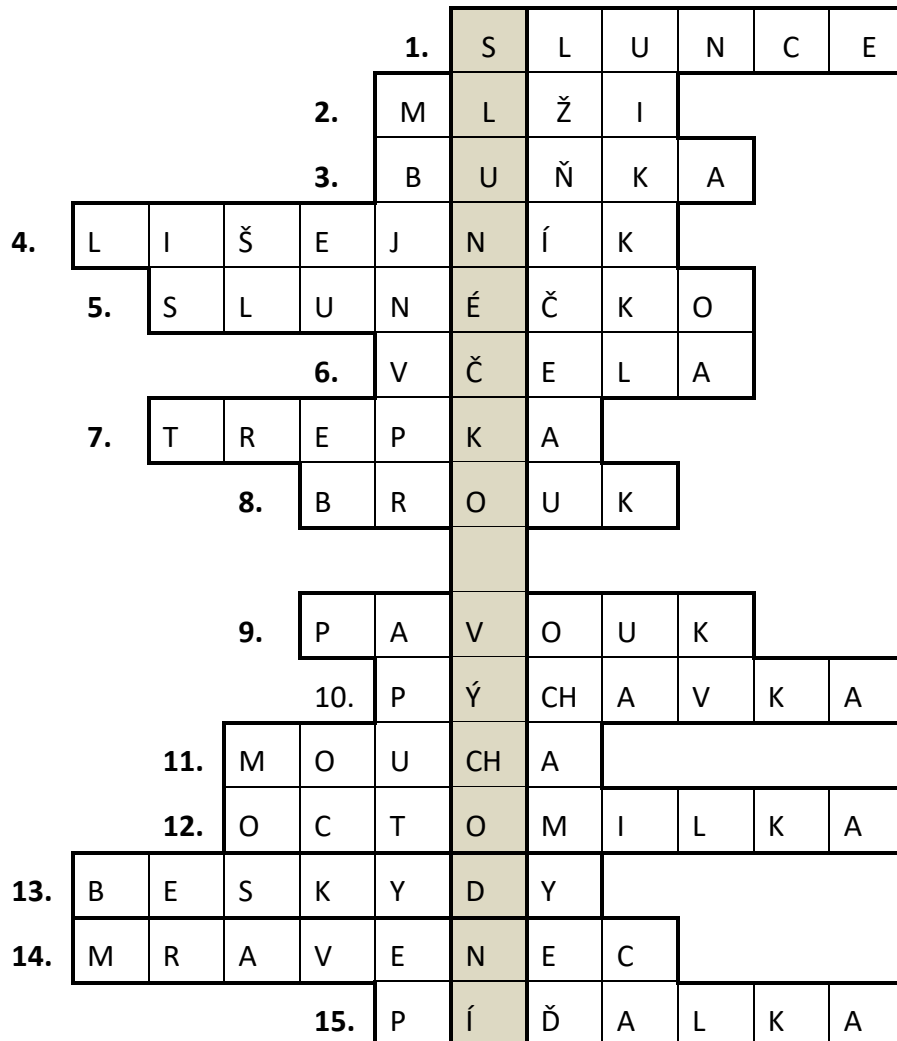 1. S L U N C E
2. M L Ž I
3. B U Ň K A
4. L I Š E J N Í K
5. S L U N É Č K O
6. V Č E L A
7. T R E P K A
8. B R O U K
9. P A V O U K
10. P Ý CH A V K A
11. M O U CH A
12. O C T O M I L K A
13. B E S K Y D Y
14. M R A V E N E C
15. P Í Ď A L K A